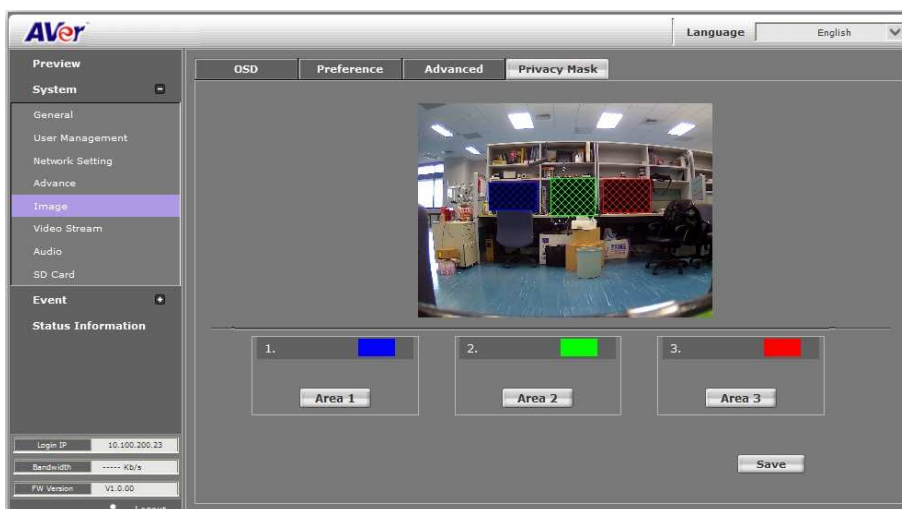 AVer
Language English
Preview
System
General
User Management
Network Setting
Advance
Image
Video Stream
Audio
SD Card
Event
Status Information
Login IP 10.100.200.23
Bandwidth ----- Kb/s
FW Version V1.0.00
Logout
OSD Preference Advanced Privacy Mask
1. 2. 3.
Area 1 Area 2 Area 3
Save